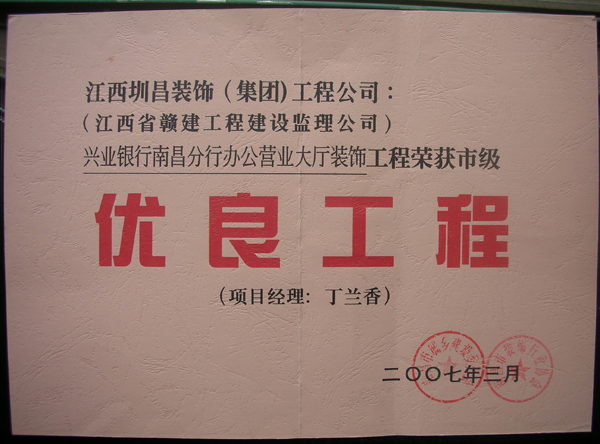 江西圳昌装饰（集团)工程公司：
（江西省赣建工程建设监理公司）
兴业银行南昌分行办公营业大厅装饰工程荣获市级
优良工程
（项目经理：丁兰香）
二〇〇七年三月